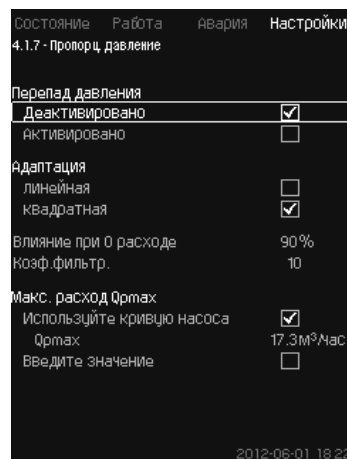 Состояние Работа Авария Настройки
4.1.7 - Пропорц. давление
Перепад давления
Деактивировано
Активировано
Адаптация
линейная
квадратная
Влияние при 0 расходе 90%
Коэф.фильтр. 10
Макс. расход Qpmax
Используйте кривую насоса
Qpmax 17.3м³/час
Введите значение
2012-06-01 18:22